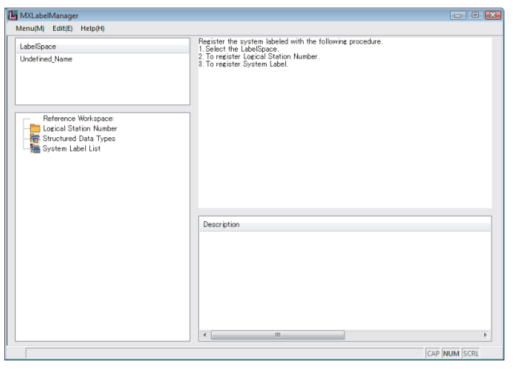 MXLabelManager
Menu(M) Edit(E) Help(H)
LabelSpace
Undefined_Name
Reference Workspace:
Logical Station Number
Structured Data Types
System Label List
Register the system labeled with the following procedure.
1. Select the LabelSpace.
2. To register Logical Station Number.
3. To register System Label.
Description
CAP NUM SCRL